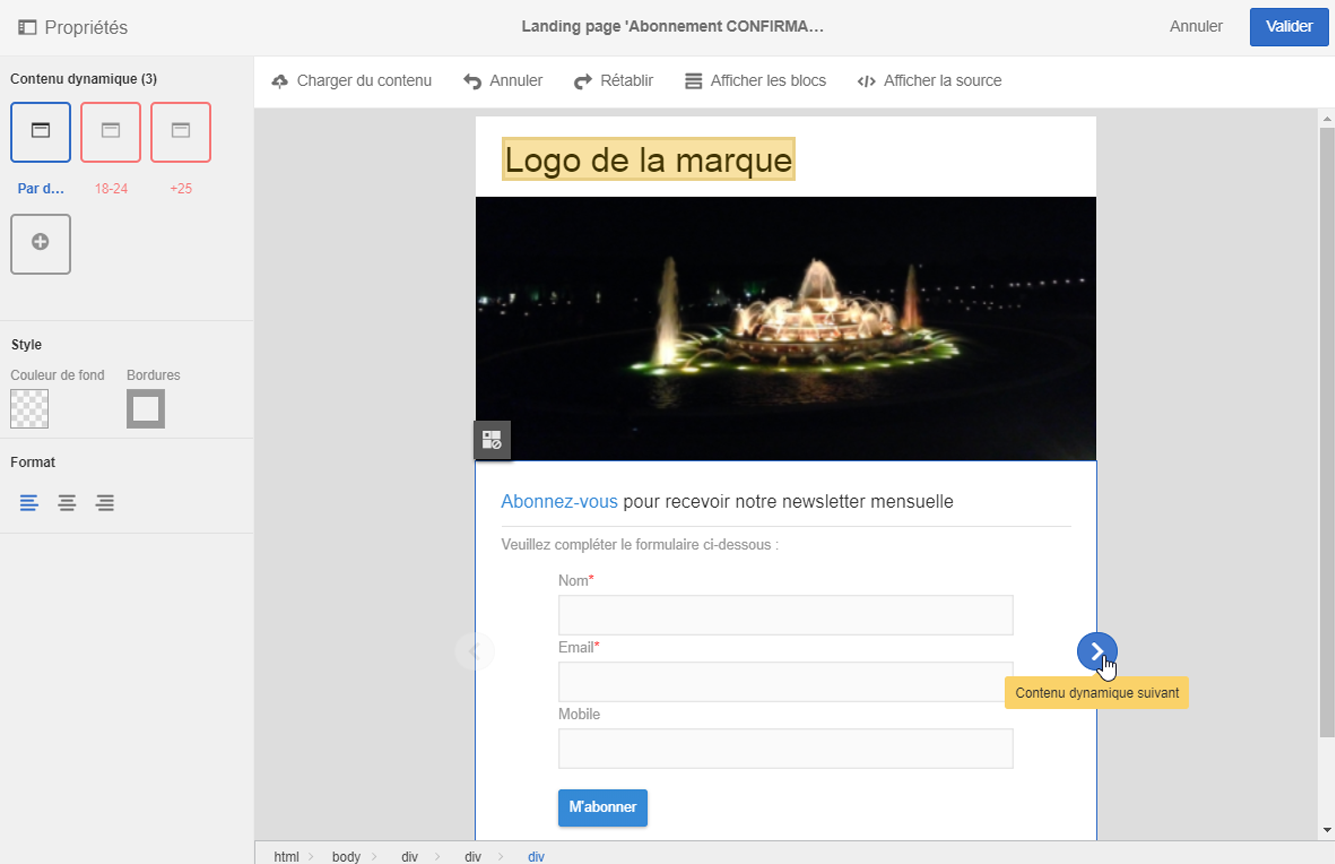 Propriétés
Landing page 'Abonnement CONFIRMA...
Annuler
Valider
Contenu dynamique (3)
Par d...
18-24
+25
Style
Couleur de fond
Bordures
Format
Charger du contenu
Annuler
Rétablir
Afficher les blocs
Afficher la source
Logo de la marque
Abonnez-vous pour recevoir notre newsletter mensuelle
Veuillez compléter le formulaire ci-dessous :
Nom*
Email*
Contenu dynamique suivant
Mobile
M'abonner
html > body > div > div > div